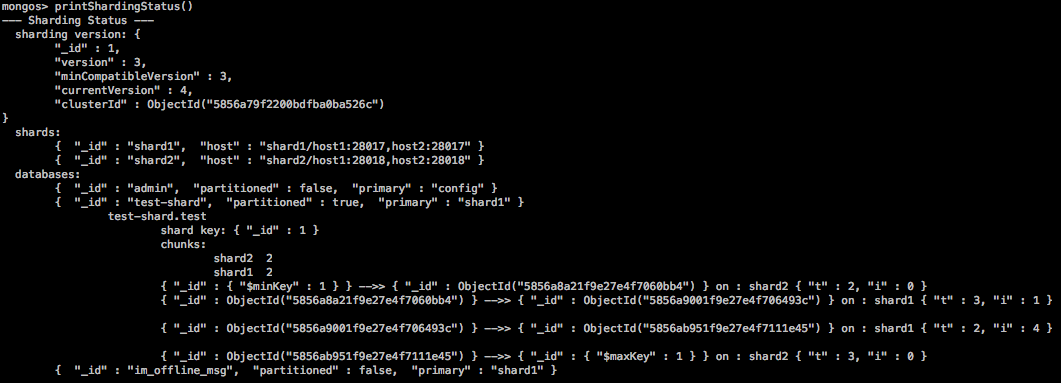 mongos> printShardingStatus()
--- Sharding Status ---
sharding version: {
"_id" : 1,
"version" : 3,
"minCompatibleVersion" : 3,
"currentVersion" : 4,
"clusterId" : ObjectId("5856a79f2200bdfba0ba526c")
}
shards:
{ "_id" : "shard1", "host" : "shard1/host1:28017,host2:28017" }
{ "_id" : "shard2", "host" : "shard2/host1:28018,host2:28018" }
databases:
{ "_id" : "admin", "partitioned" : false, "primary" : "config" }
{ "_id" : "test-shard", "partitioned" : true, "primary" : "shard1" }
test-shard.test
shard key: { "_id" : 1 }
chunks:
shard2 2
shard1 2
{ "_id" : { "$minKey" : 1 } } -->> { "_id" : ObjectId("5856a8a21f9e27e4f7060bb4") } on : shard2 { "t" : 2, "i" : 0 }
{ "_id" : ObjectId("5856a8a21f9e27e4f7060bb4") } -->> { "_id" : ObjectId("5856a9001f9e27e4f706493c") } on : shard1 { "t" : 3, "i" : 1 }
{ "_id" : ObjectId("5856a9001f9e27e4f706493c") } -->> { "_id" : ObjectId("5856ab951f9e27e4f7111e45") } on : shard1 { "t" : 2, "i" : 4 }
{ "_id" : ObjectId("5856ab951f9e27e4f7111e45") } -->> { "_id" : { "$maxKey" : 1 } } on : shard2 { "t" : 3, "i" : 0 }
{ "_id" : "im_offline_msg", "partitioned" : false, "primary" : "shard1" }